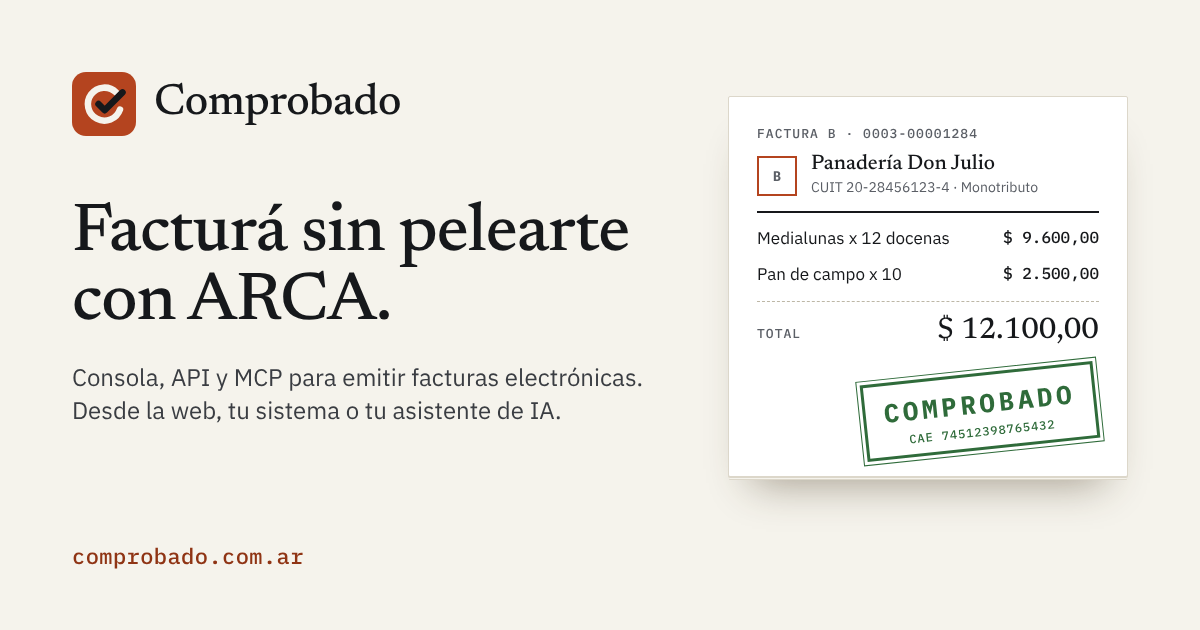 Comprobado
Facturá sin pelearte
con ARCA.
Consola, API y MCP para emitir facturas electrónicas.
Desde la web, tu sistema o tu asistente de IA.
comprobado.com.ar
FACTURA B · 0003-00001284
B
Panadería Don Julio
CUIT 20-28456123-4 · Monotributo
Medialunas x 12 docenas $ 9.600,00
Pan de campo x 10 $ 2.500,00
TOTAL $ 12.100,00
COMPROBADO
CAE 74512398765432